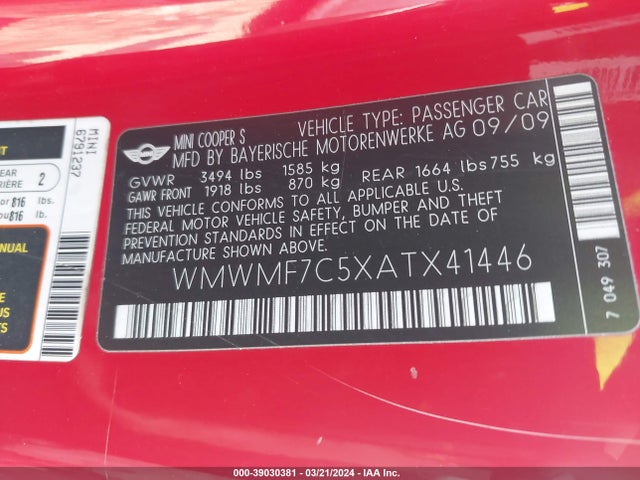 MINI COOPER S VEHICLE TYPE: PASSENGER CAR
MFD BY BAYERISCHE MOTORENWERKE AG 09/09
GVWR 3494 lbs 1585 kg
GAWR FRONT 1918 lbs 870 kg REAR 1664 lbs 755 kg
THIS VEHICLE CONFORMS TO ALL APPLICABLE U.S.
FEDERAL MOTOR VEHICLE SAFETY, BUMPER AND THEFT
PREVENTION STANDARDS IN EFFECT ON THE DATE OF
MANUFACTURE SHOWN ABOVE.
WMWMF7C5XATX41446
7 049 307
MINI
6791237
2
816
lb.
816
MANUAL
000-39030381 - 03/21/2024 - IAA Inc.